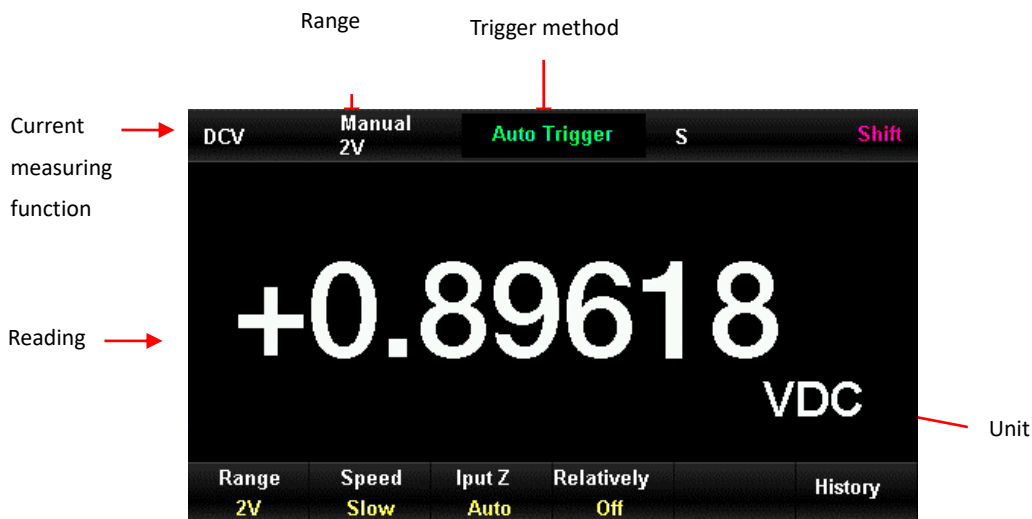 Range
Trigger method
Current
measuring
function
DCV
Manual
2V
Auto Trigger
S
Shift
Reading
+0.89618
VDC
Unit
Range
2V
Speed
Slow
Iput Z
Auto
Relatively
Off
History